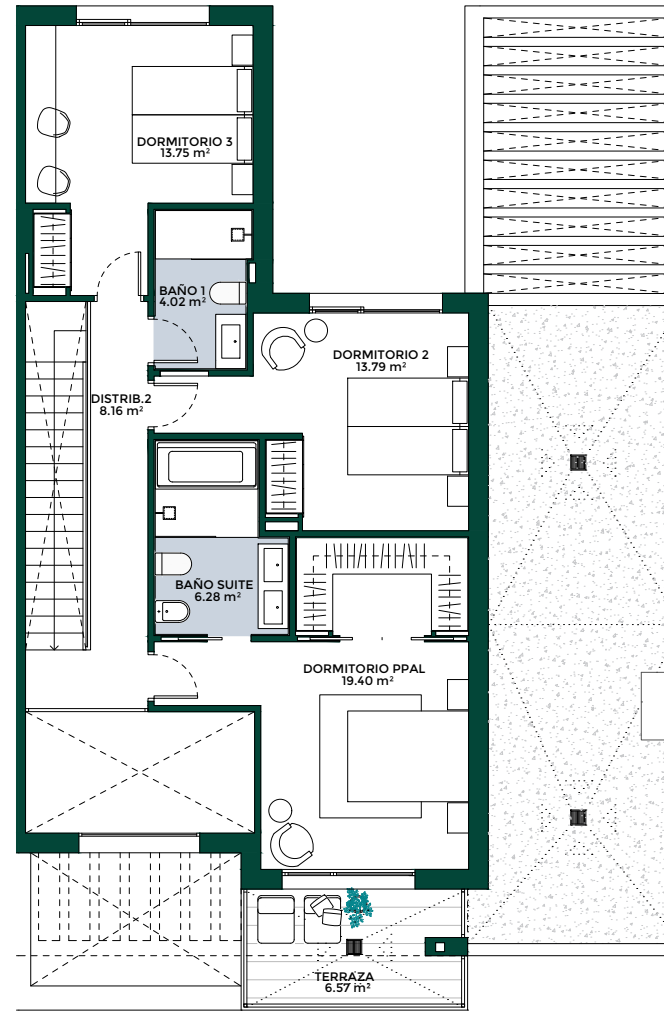 DORMITORIO 3
13.75 m²
BAÑO 1
4.02 m²
DORMITORIO 2
13.79 m²
DISTRIB.2
8.16 m²
BAÑO SUITE
6.28 m²
DORMITORIO PPAL
19.40 m²
TERRAZA
6.57 m²